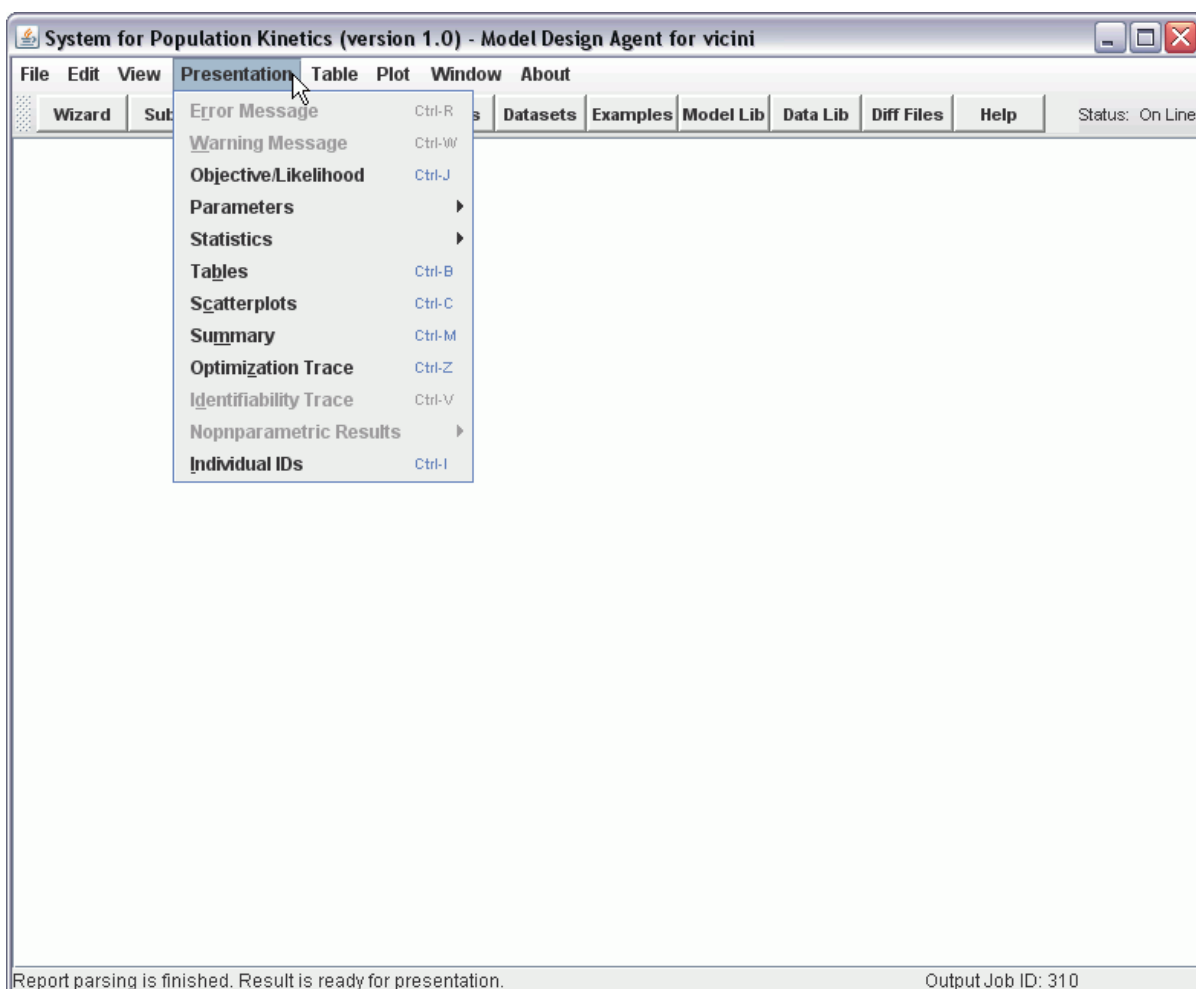 System for Population Kinetics (version 1.0) - Model Design Agent for vicini
File Edit View Presentation Table Plot Window About
Wizard Sub s Datasets Examples Model Lib Data Lib Diff Files Help Status: On Line
Error Message Ctrl-R
Warning Message Ctrl-W
Objective/Likelihood Ctrl-J
Parameters
Statistics
Tables Ctrl-B
Scatterplots Ctrl-C
Summary Ctrl-M
Optimization Trace Ctrl-Z
Identifiability Trace Ctrl-V
Nopnparametric Results
Individual IDs Ctrl-I
Report parsing is finished. Result is ready for presentation. Output Job ID: 310